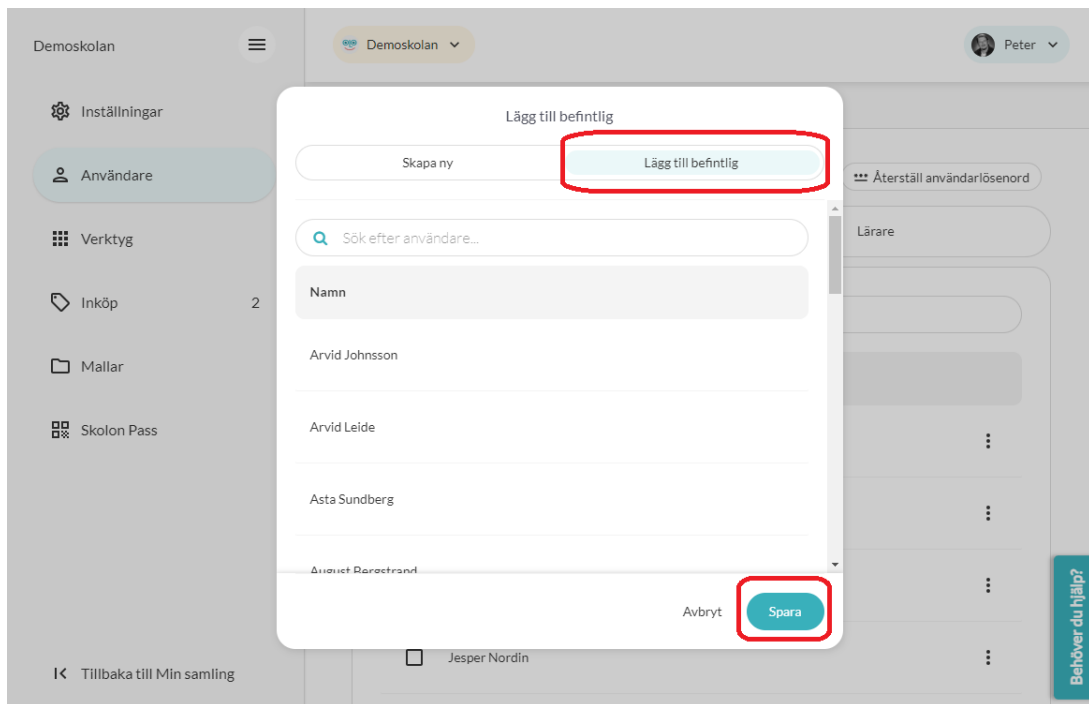 Demoskolan
Demoskolan
Peter
Inställningar
Användare
Verktyg
Inköp 2
Mallar
Skolon Pass
Tillbaka till Min samling
Lägg till befintlig
Skapa ny
Lägg till befintlig
Sök efter användare...
Namn
Arvid Johnsson
Arvid Leide
Asta Sundberg
August Bergstrand
Avbryt
Spara
Återställ användarlösenord
Lärare
Jesper Nordin
Behöver du hjälp?